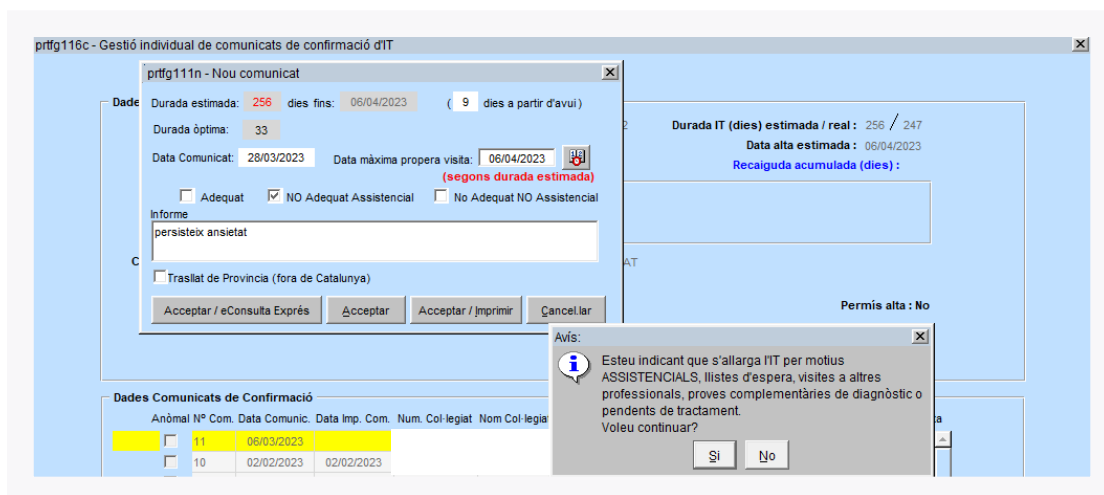 prtfg116c - Gestió individual de comunicats de confirmació d'IT
prtfg111n - Nou comunicat
Durada estimada: 256 dies fins: 06/04/2023 ( 9 dies a partir d'avui )
Durada òptima: 33
Data Comunicat: 28/03/2023 Data màxima propera visita: 06/04/2023
(segons durada estimada)
Adequat NO Adequat Assistencial No Adequat NO Assistencial
Informe
persisteix ansietat
Trasllat de Provincia (fora de Catalunya)
Acceptar / eConsulta Exprés Acceptar Acceptar / Imprimir Cancel.lar
Dade
2 Durada IT (dies) estimada / real : 256 / 247
Data alta estimada : 06/04/2023
Recaiguda acumulada (dies) :
C
AT
Permís alta : No
Avís:
Esteu indicant que s'allarga l'IT per motius
ASSISTENCIALS, llistes d'espera, visites a altres
professionals, proves complementàries de diagnòstic o
pendents de tractament.
Voleu continuar?
Si No
Dades Comunicats de Confirmació
Anòmal Nº Com. Data Comunic. Data Imp. Com. Num. Col·legiat Nom Col·legiat
11 06/03/2023
10 02/02/2023 02/02/2023